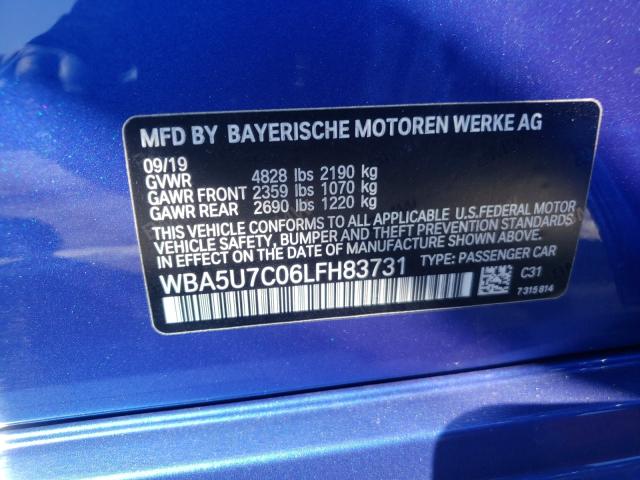 MFD BY BAYERISCHE MOTOREN WERKE AG
09/19
GVWR 4828 lbs 2190 kg
GAWR FRONT 2359 lbs 1070 kg
GAWR REAR 2690 lbs 1220 kg
THIS VEHICLE CONFORMS TO ALL APPLICABLE U.S.FEDERAL MOTOR
VEHICLE SAFETY, BUMPER, AND THEFT PREVENTION STANDARDS
IN EFFECT ON THE DATE OF MANUFACTURE SHOWN ABOVE.
WBA5U7C06LFH83731 TYPE: PASSENGER CAR
C31
7315814